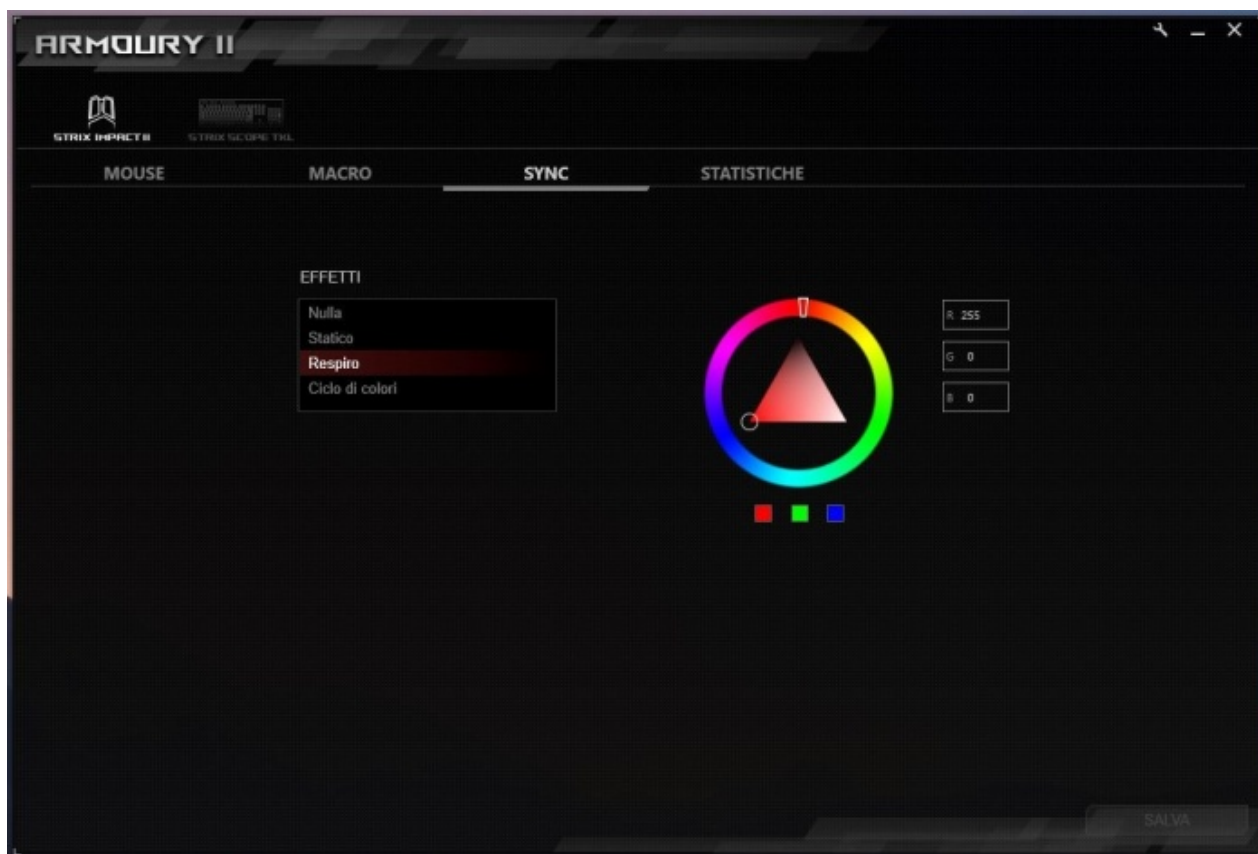 ARMOURY II
STRIX IMPACT II STRIX SCOPE TKL
MOUSE MACRO SYNC STATISTICHE
EFFETTI
Nulla
Statico
Respiro
Ciclo di colori
R 255
G 0
B 0
SALVA